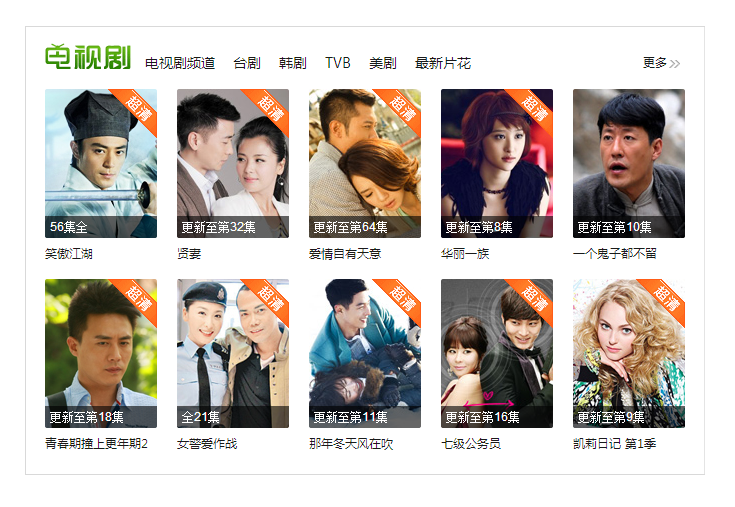 电视剧 电视剧频道 台剧 韩剧 TVB 美剧 最新片花 更多
超清 超清 超清 超清
56集全 更新至第32集 更新至第64集 更新至第8集 更新至第10集
笑傲江湖 贤妻 爱情自有天意 华丽一族 一个鬼子都不留
超清 超清 超清 超清 超清
更新至第18集 全21集 更新至第11集 更新至第16集 更新至第9集
青春期撞上更年期2 女警爱作战 那年冬天风在吹 七级公务员 凯莉日记 第1季